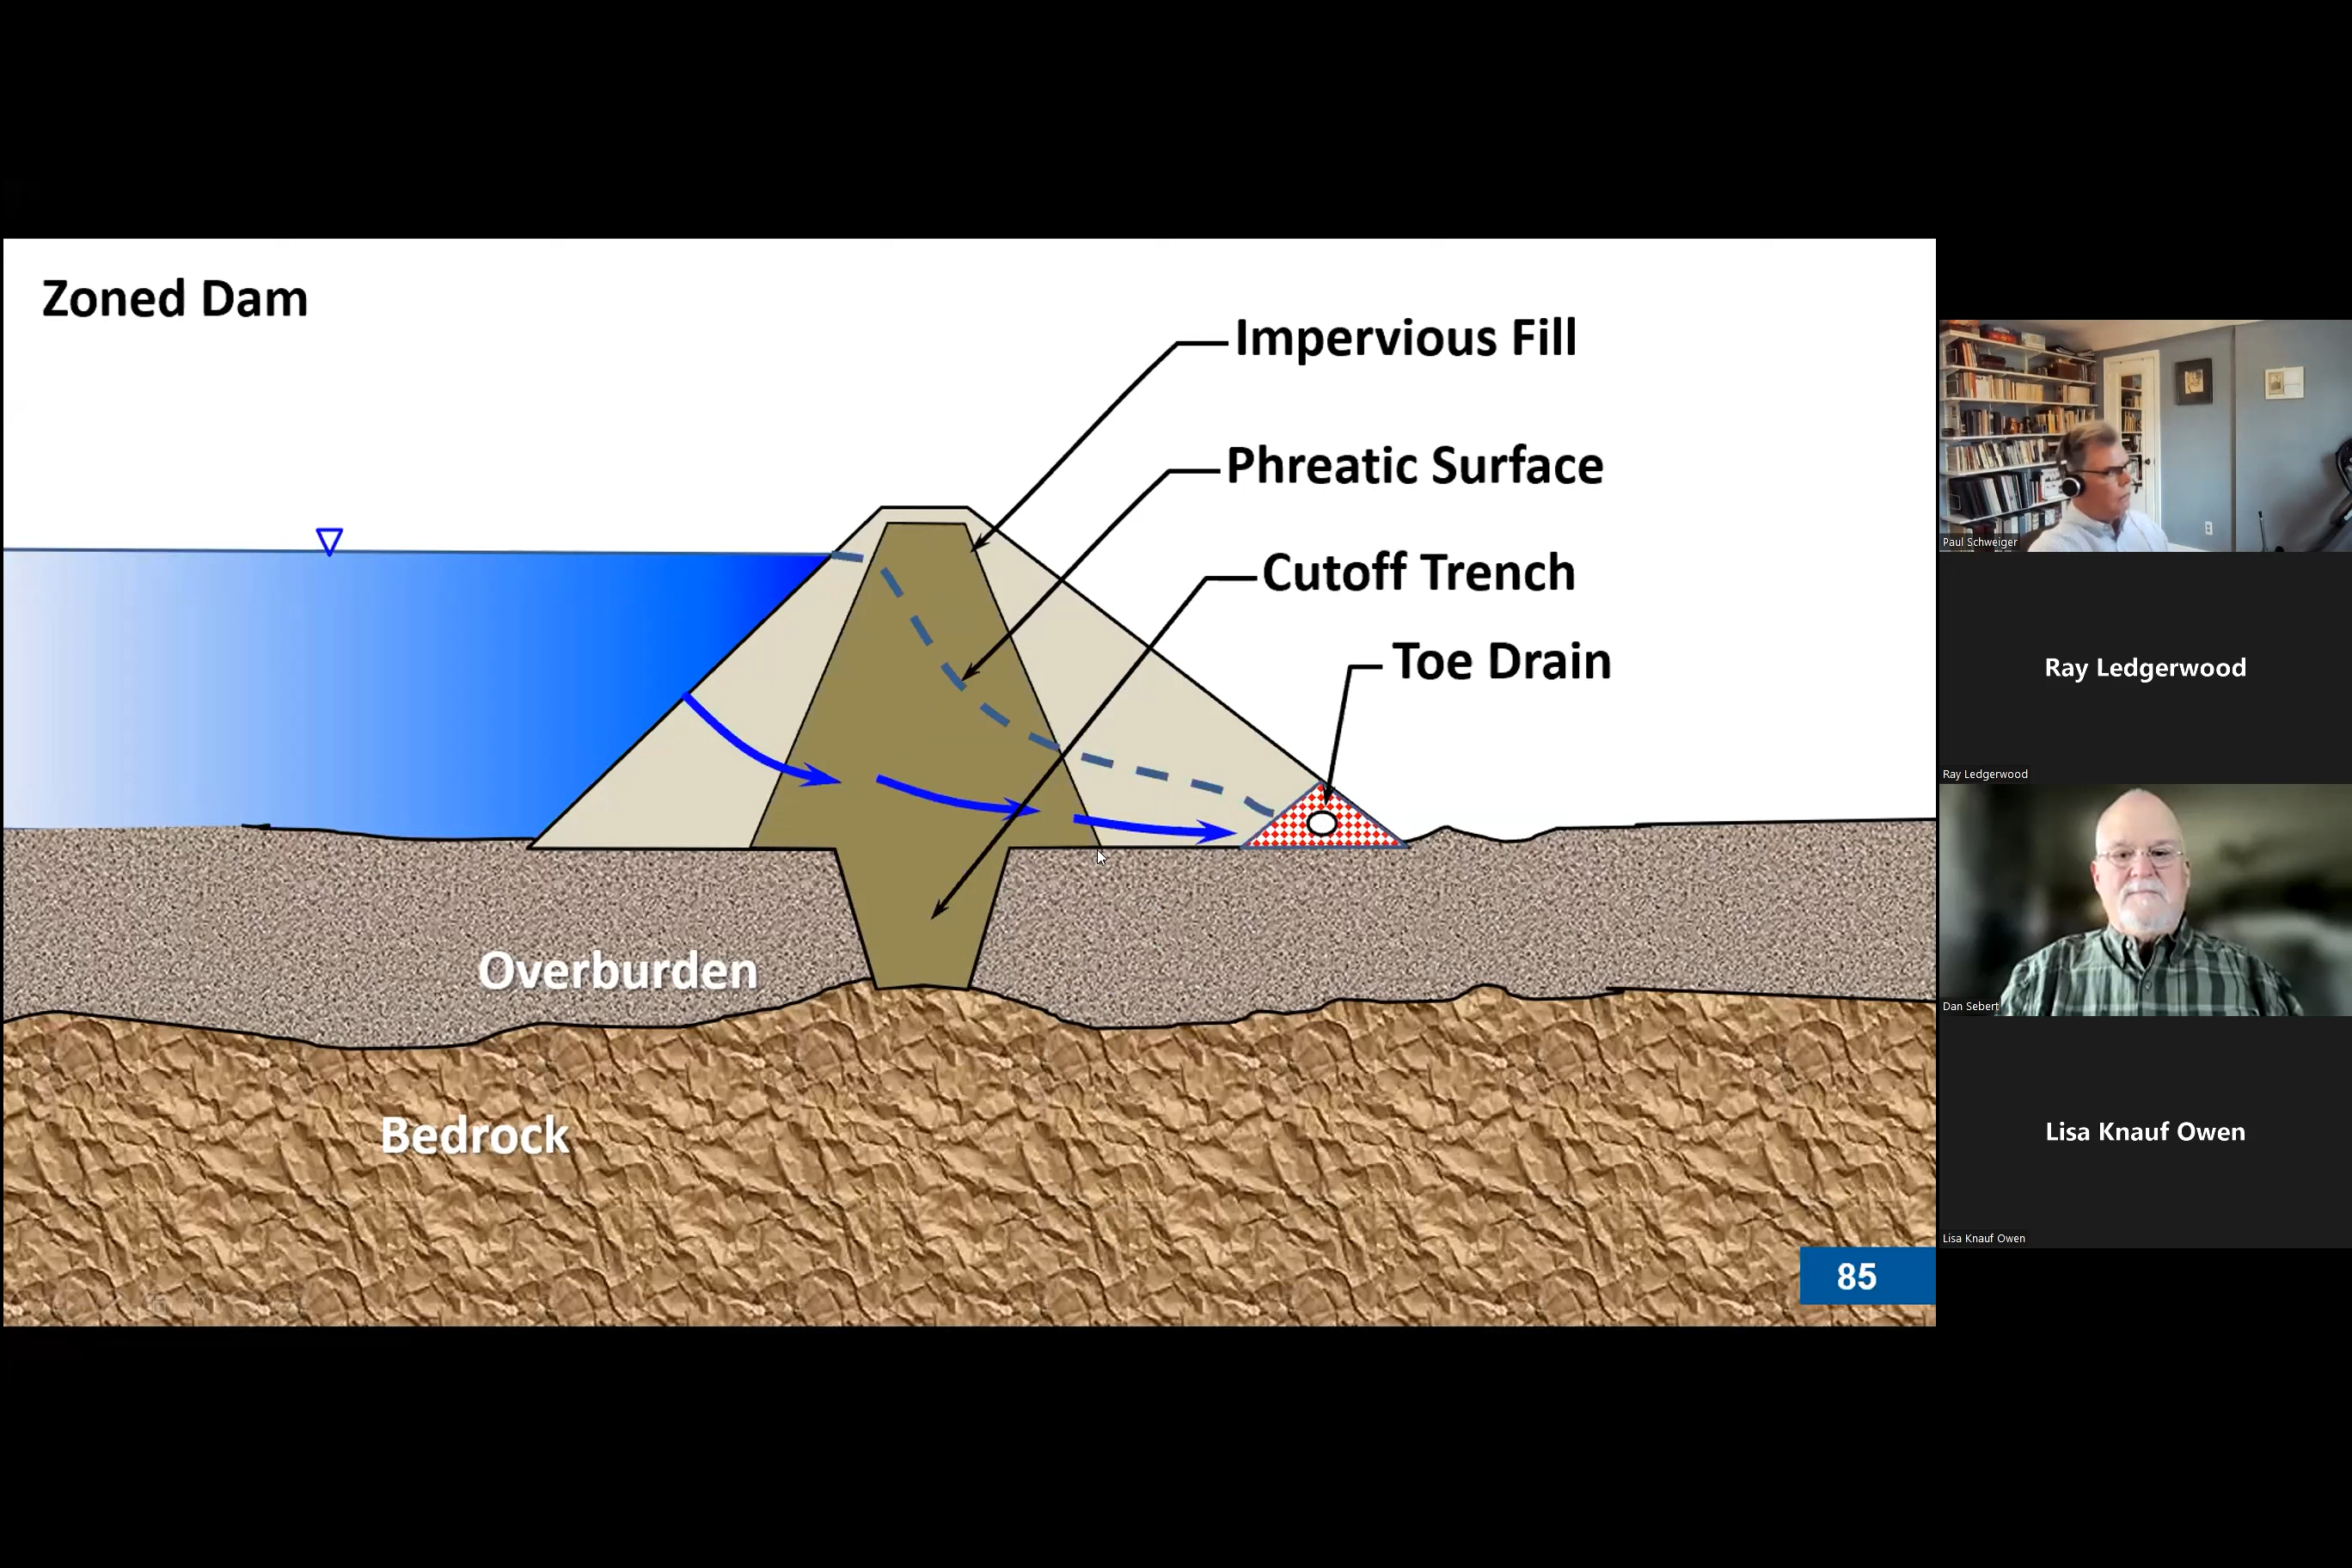 Zoned Dam
Impervious Fill
Phreatic Surface
Cutoff Trench
Toe Drain
Overburden
Bedrock
85
Paul Schweiger
Ray Ledgerwood
Ray Ledgerwood
Dan Sebert
Lisa Knauf Owen
Lisa Knauf Owen